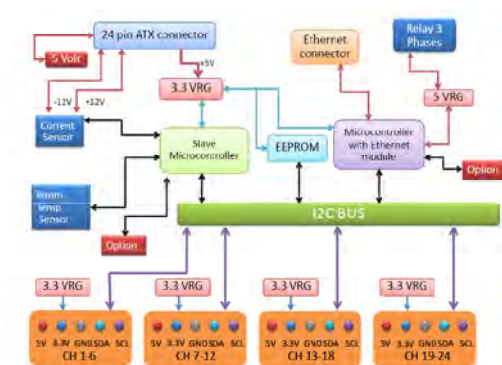 24 pin ATX connector
Ethernet
connector
Relay 3
Phases
5 Volt
+5V
3.3 VRG
5 VRG
-12V
+12V
Current
Sensor
Slave
Microcontroller
EEPROM
Microcontroller
with Ethernet
module
Option
Room
Temp Sensor
Option
I2C BUS
3.3 VRG
3.3 VRG
3.3 VRG
3.3 VRG
5V 3.3V GND SDA SCL
CH 1-6
5V 3.3V GND SDA SCL
CH 7-12
5V 3.3V GND SDA SCL
CH 13-18
5V 3.3V GND SDA SCL
CH 19-24